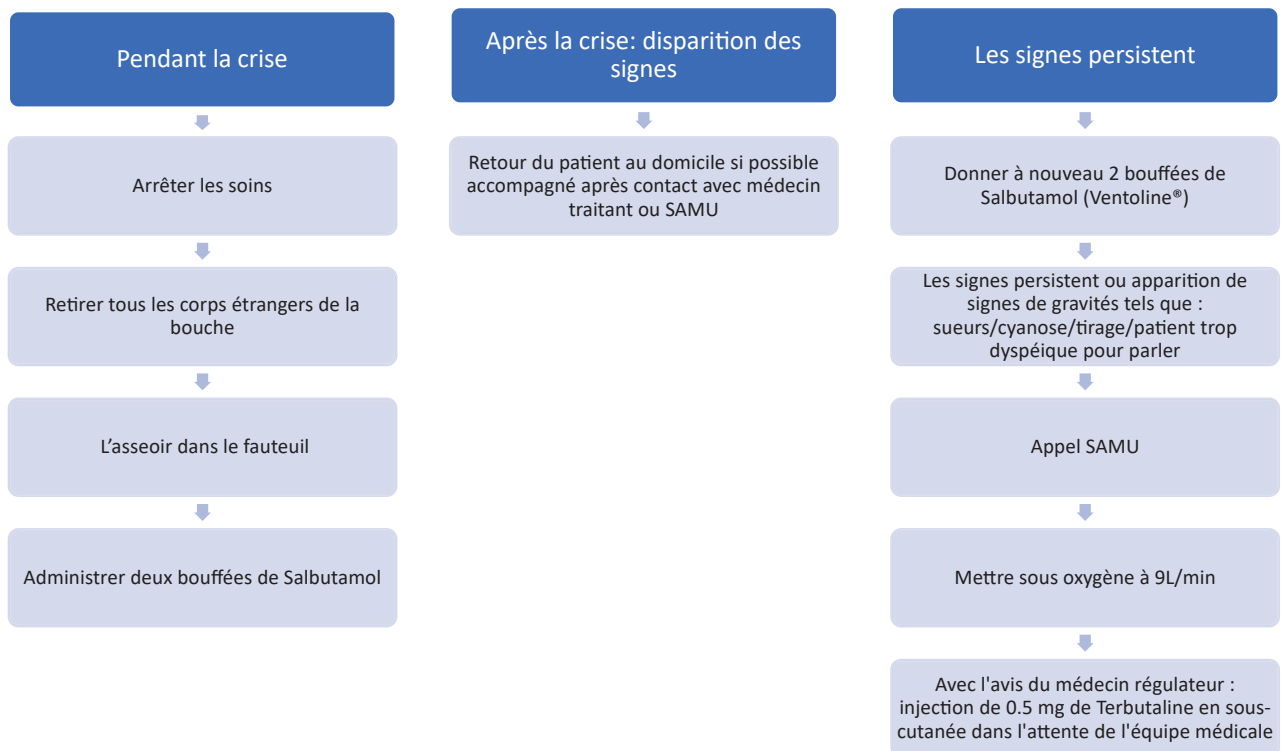 Pendant la crise
Arrêter les soins
Retirer tous les corps étrangers de la
bouche
L'asseoir dans le fauteuil
Administrer deux bouffées de Salbutamol
Après la crise: disparition des
signes
Retour du patient au domicile si possible
accompagné après contact avec médecin
traitant ou SAMU
Les signes persistent
Donner à nouveau 2 bouffées de
Salbutamol (Ventoline®)
Les signes persistent ou apparition de
signes de gravités tels que :
sueurs/cyanose/tirage/patient trop
dyspéique pour parler
Appel SAMU
Mettre sous oxygène à 9L/min
Avec l'avis du médecin régulateur :
injection de 0.5 mg de Terbutaline en sous-
cutanée dans l'attente de l'équipe médicale